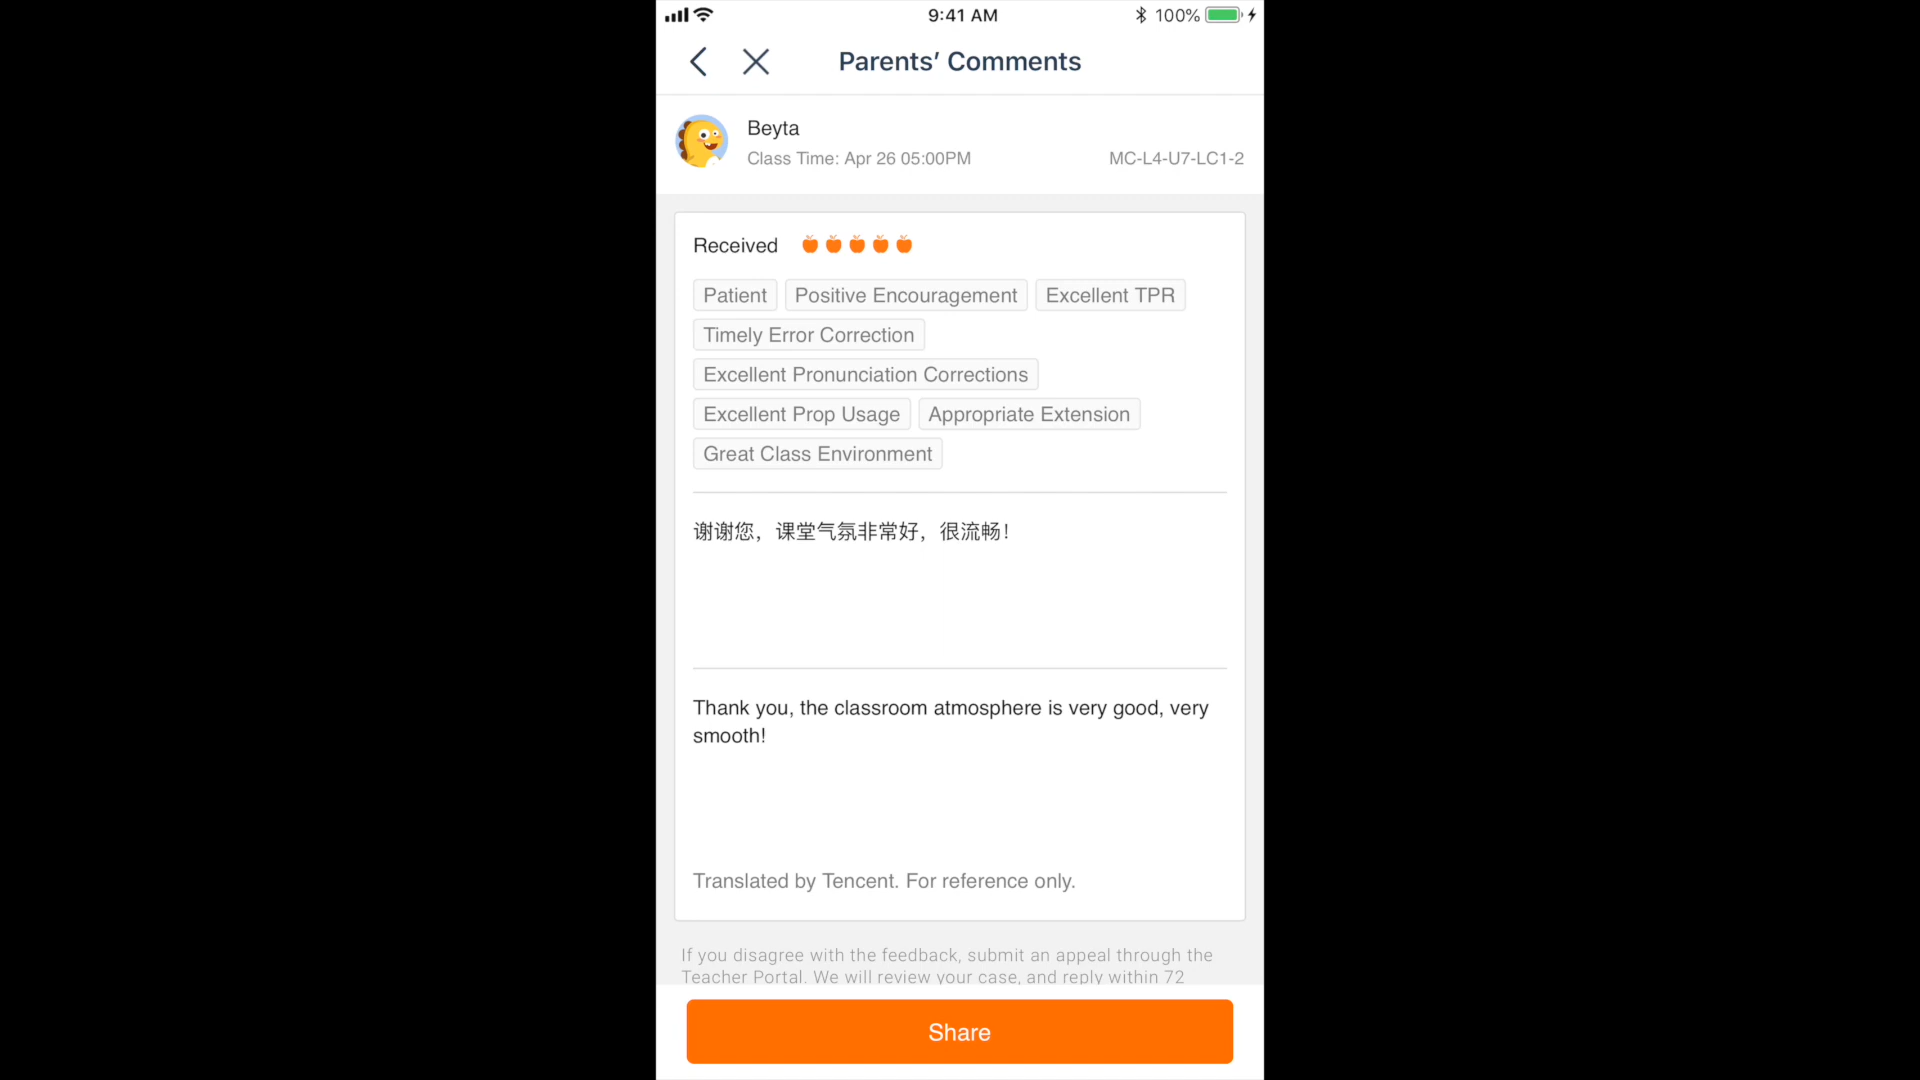 9:41 AM
100%
Parents’ Comments
Beyta
Class Time: Apr 26 05:00PM
MC-L4-U7-LC1-2
Received
Patient
Positive Encouragement
Excellent TPR
Timely Error Correction
Excellent Pronunciation Corrections
Excellent Prop Usage
Appropriate Extension
Great Class Environment
谢谢您，课堂气氛非常好，很流畅！
Thank you, the classroom atmosphere is very good, very
smooth!
Translated by Tencent. For reference only.
If you disagree with the feedback, submit an appeal through the
Teacher Portal. We will review your case, and reply within 72
Share